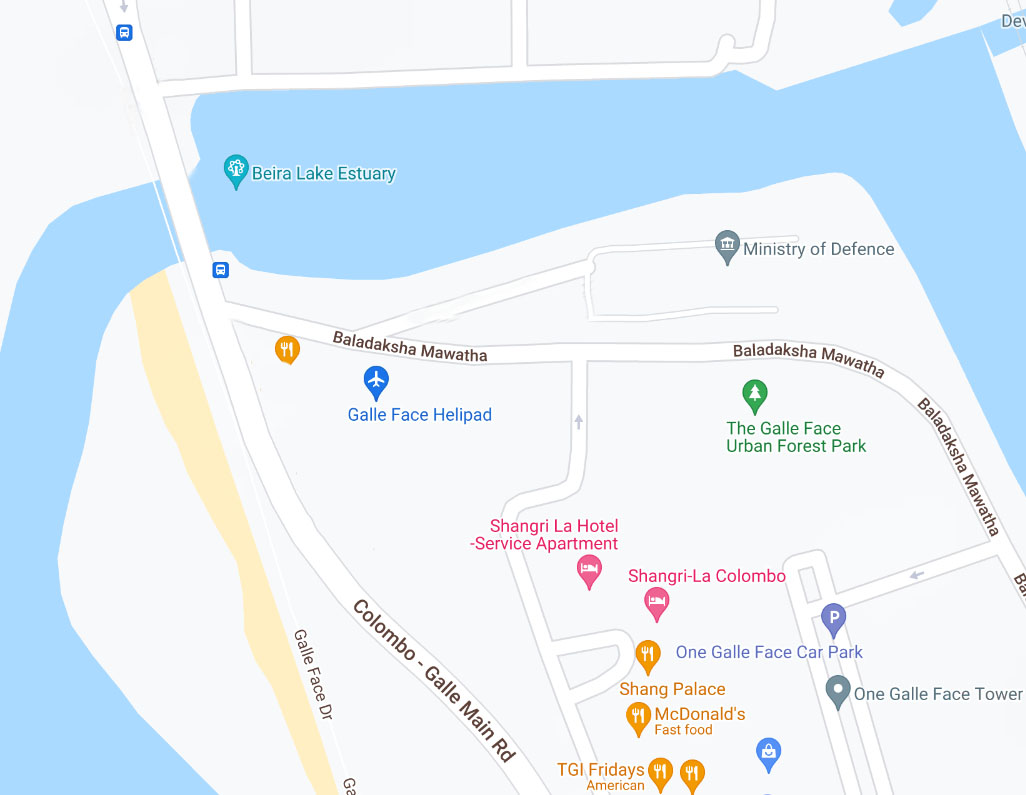 Dev
Beira Lake Estuary
Ministry of Defence
Baladaksha Mawatha
Baladaksha Mawatha
Galle Face Helipad
The Galle Face
Urban Forest Park
Baladaksha Mawatha
Shangri La Hotel
-Service Apartment
Shangri-La Colombo
Bal
P
One Galle Face Car Park
Colombo - Galle Main Rd
Galle Face Dr
Shang Palace
One Galle Face Tower
McDonald's
Fast food
TGI Fridays
American
Ga